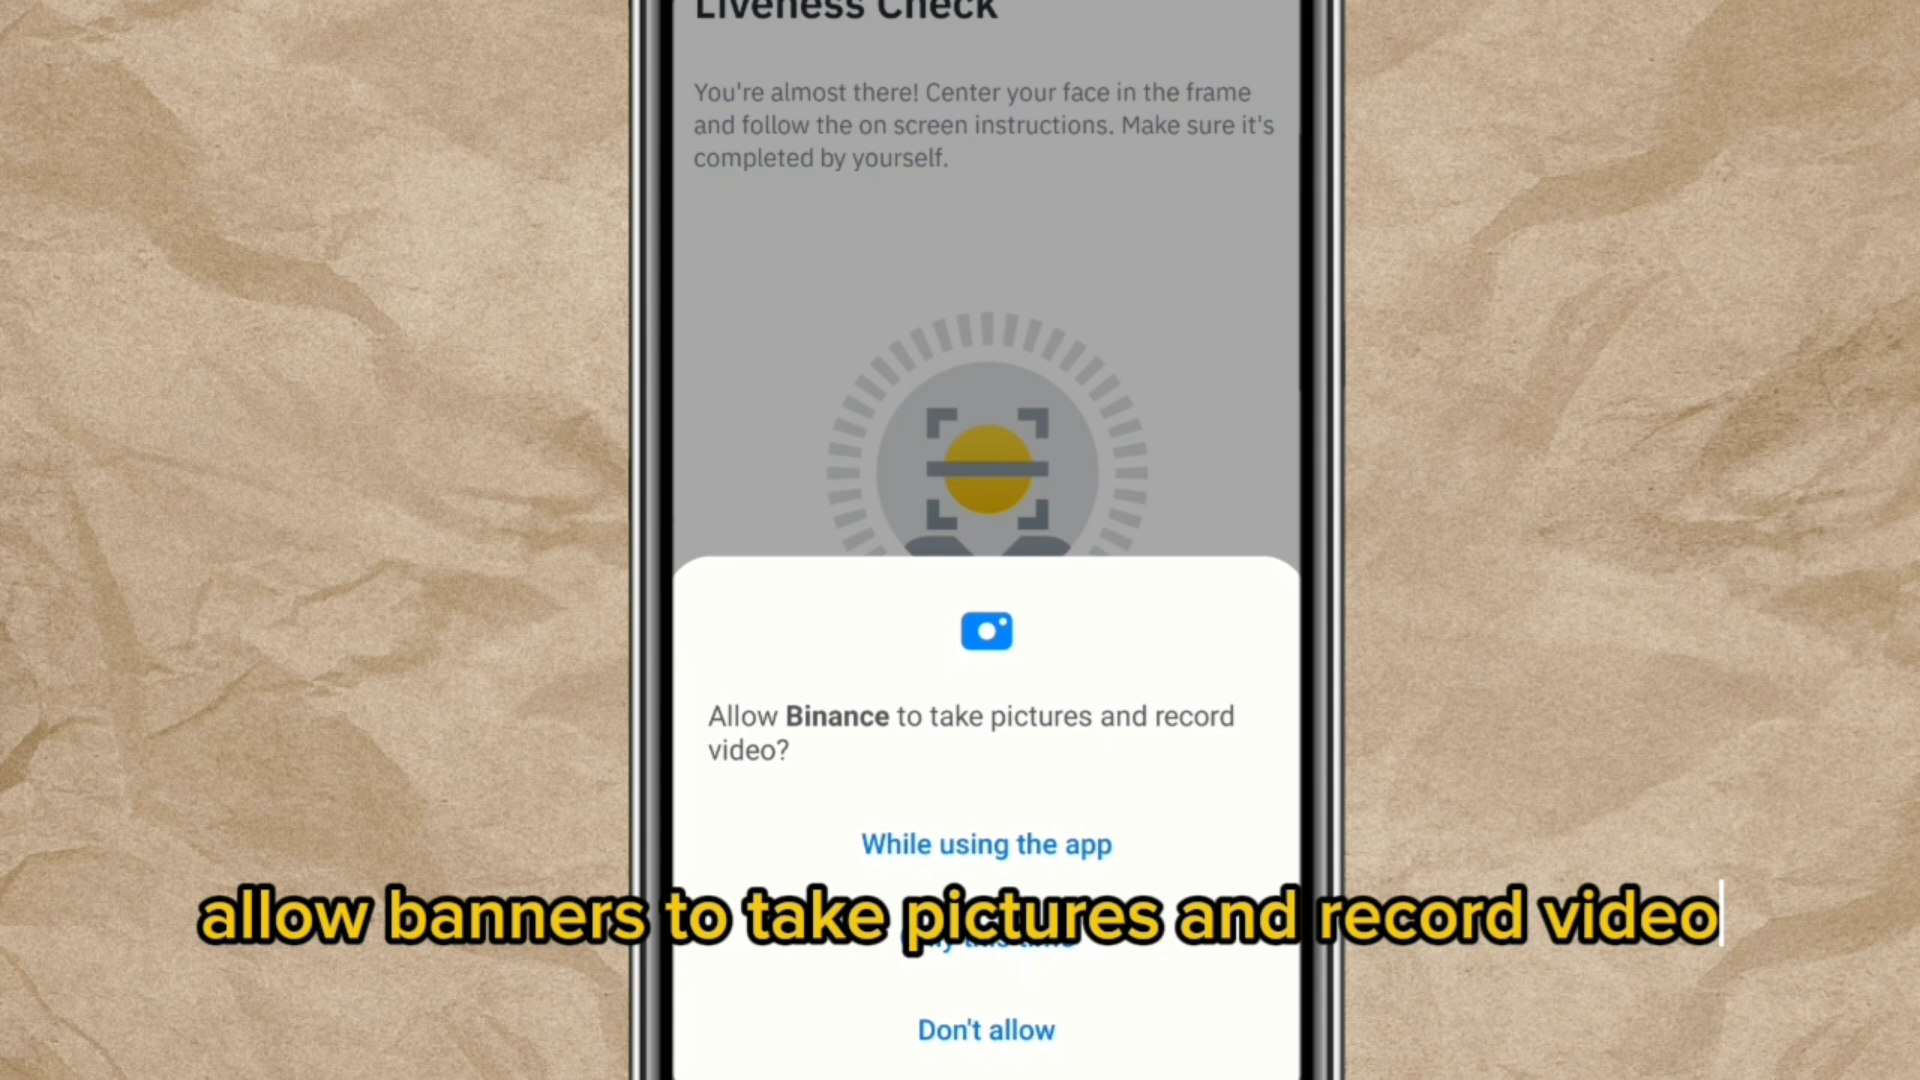 Liveness Check
You're almost there! Center your face in the frame
and follow the on screen instructions. Make sure it's
completed by yourself.
Allow Binance to take pictures and record
video?
While using the app
allow banners to take pictures and record video
Don't allow